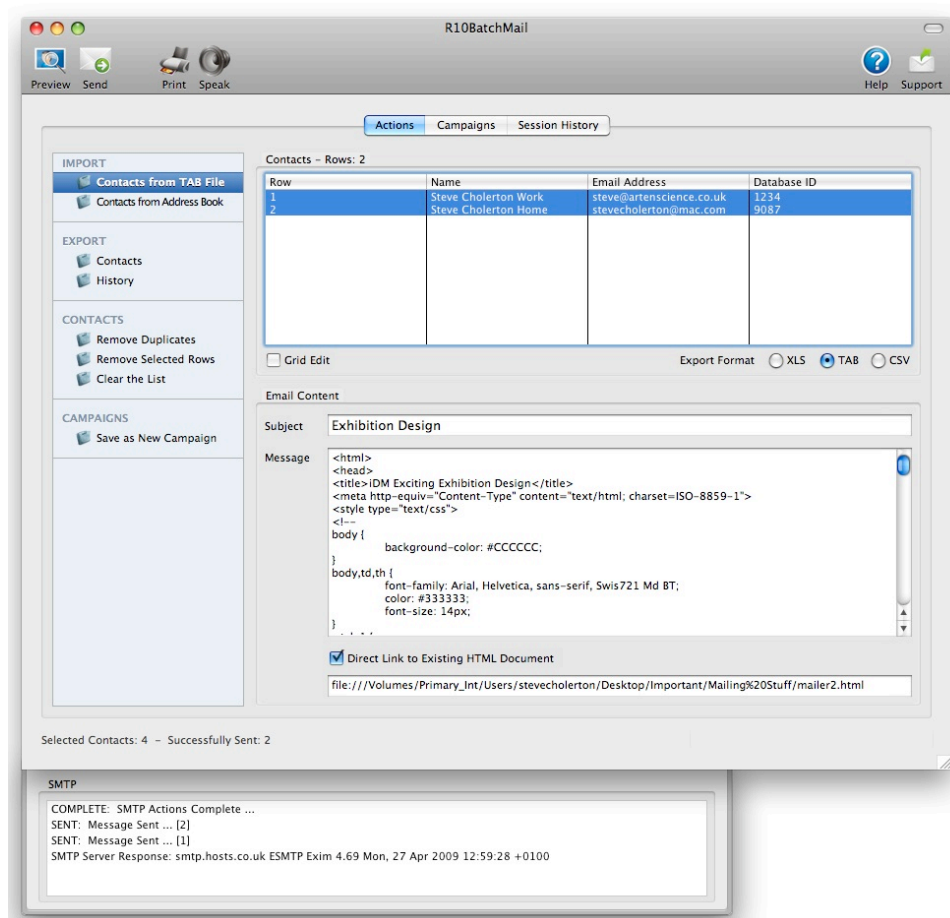 R10BatchMail
Preview Send Print Speak Help Support
Actions Campaigns Session History
IMPORT
Contacts from TAB File
Contacts from Address Book
EXPORT
Contacts
History
CONTACTS
Remove Duplicates
Remove Selected Rows
Clear the List
CAMPAIGNS
Save as New Campaign
Contacts – Rows: 2
Row Name Email Address Database ID
1 Steve Cholerton Work steve@artenscience.co.uk 1234
2 Steve Cholerton Home stevecholerton@mac.com 9087
Grid Edit Export Format XLS TAB CSV
Email Content
Subject Exhibition Design
Message <html>
<head>
<title>iDM Exciting Exhibition Design</title>
<meta http-equiv="Content-Type" content="text/html; charset=ISO-8859-1">
<style type="text/css">
<!--
body {
background-color: #CCCCCC;
}
body,td,th {
font-family: Arial, Helvetica, sans-serif, Swis721 Md BT;
color: #333333;
font-size: 14px;
}
Direct Link to Existing HTML Document
file:///Volumes/Primary_Int/Users/stevecholerton/Desktop/Important/Mailing%20Stuff/mailer2.html
Selected Contacts: 4 – Successfully Sent: 2
SMTP
COMPLETE: SMTP Actions Complete ...
SENT: Message Sent ... [2]
SENT: Message Sent ... [1]
SMTP Server Response: smtp.hosts.co.uk ESMTP Exim 4.69 Mon, 27 Apr 2009 12:59:28 +0100